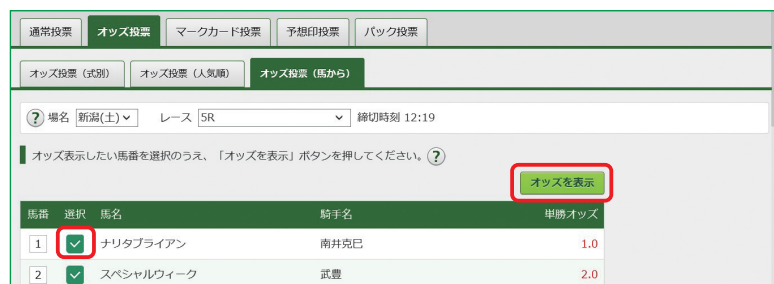 通常投票 オッズ投票 マークカード投票 予想印投票 パック投票
オッズ投票（式別） オッズ投票（人気順） オッズ投票（馬から）
? 場名 新潟(土) レース 5R 締切時刻 12:19
オッズ表示したい馬番を選択のうえ、「オッズを表示」ボタンを押してください。 ?
オッズを表示
馬番 選択 馬名 騎手名 単勝オッズ
1 ナリタブライアン 南井克巳 1.0
2 スペシャルウィーク 武豊 2.0